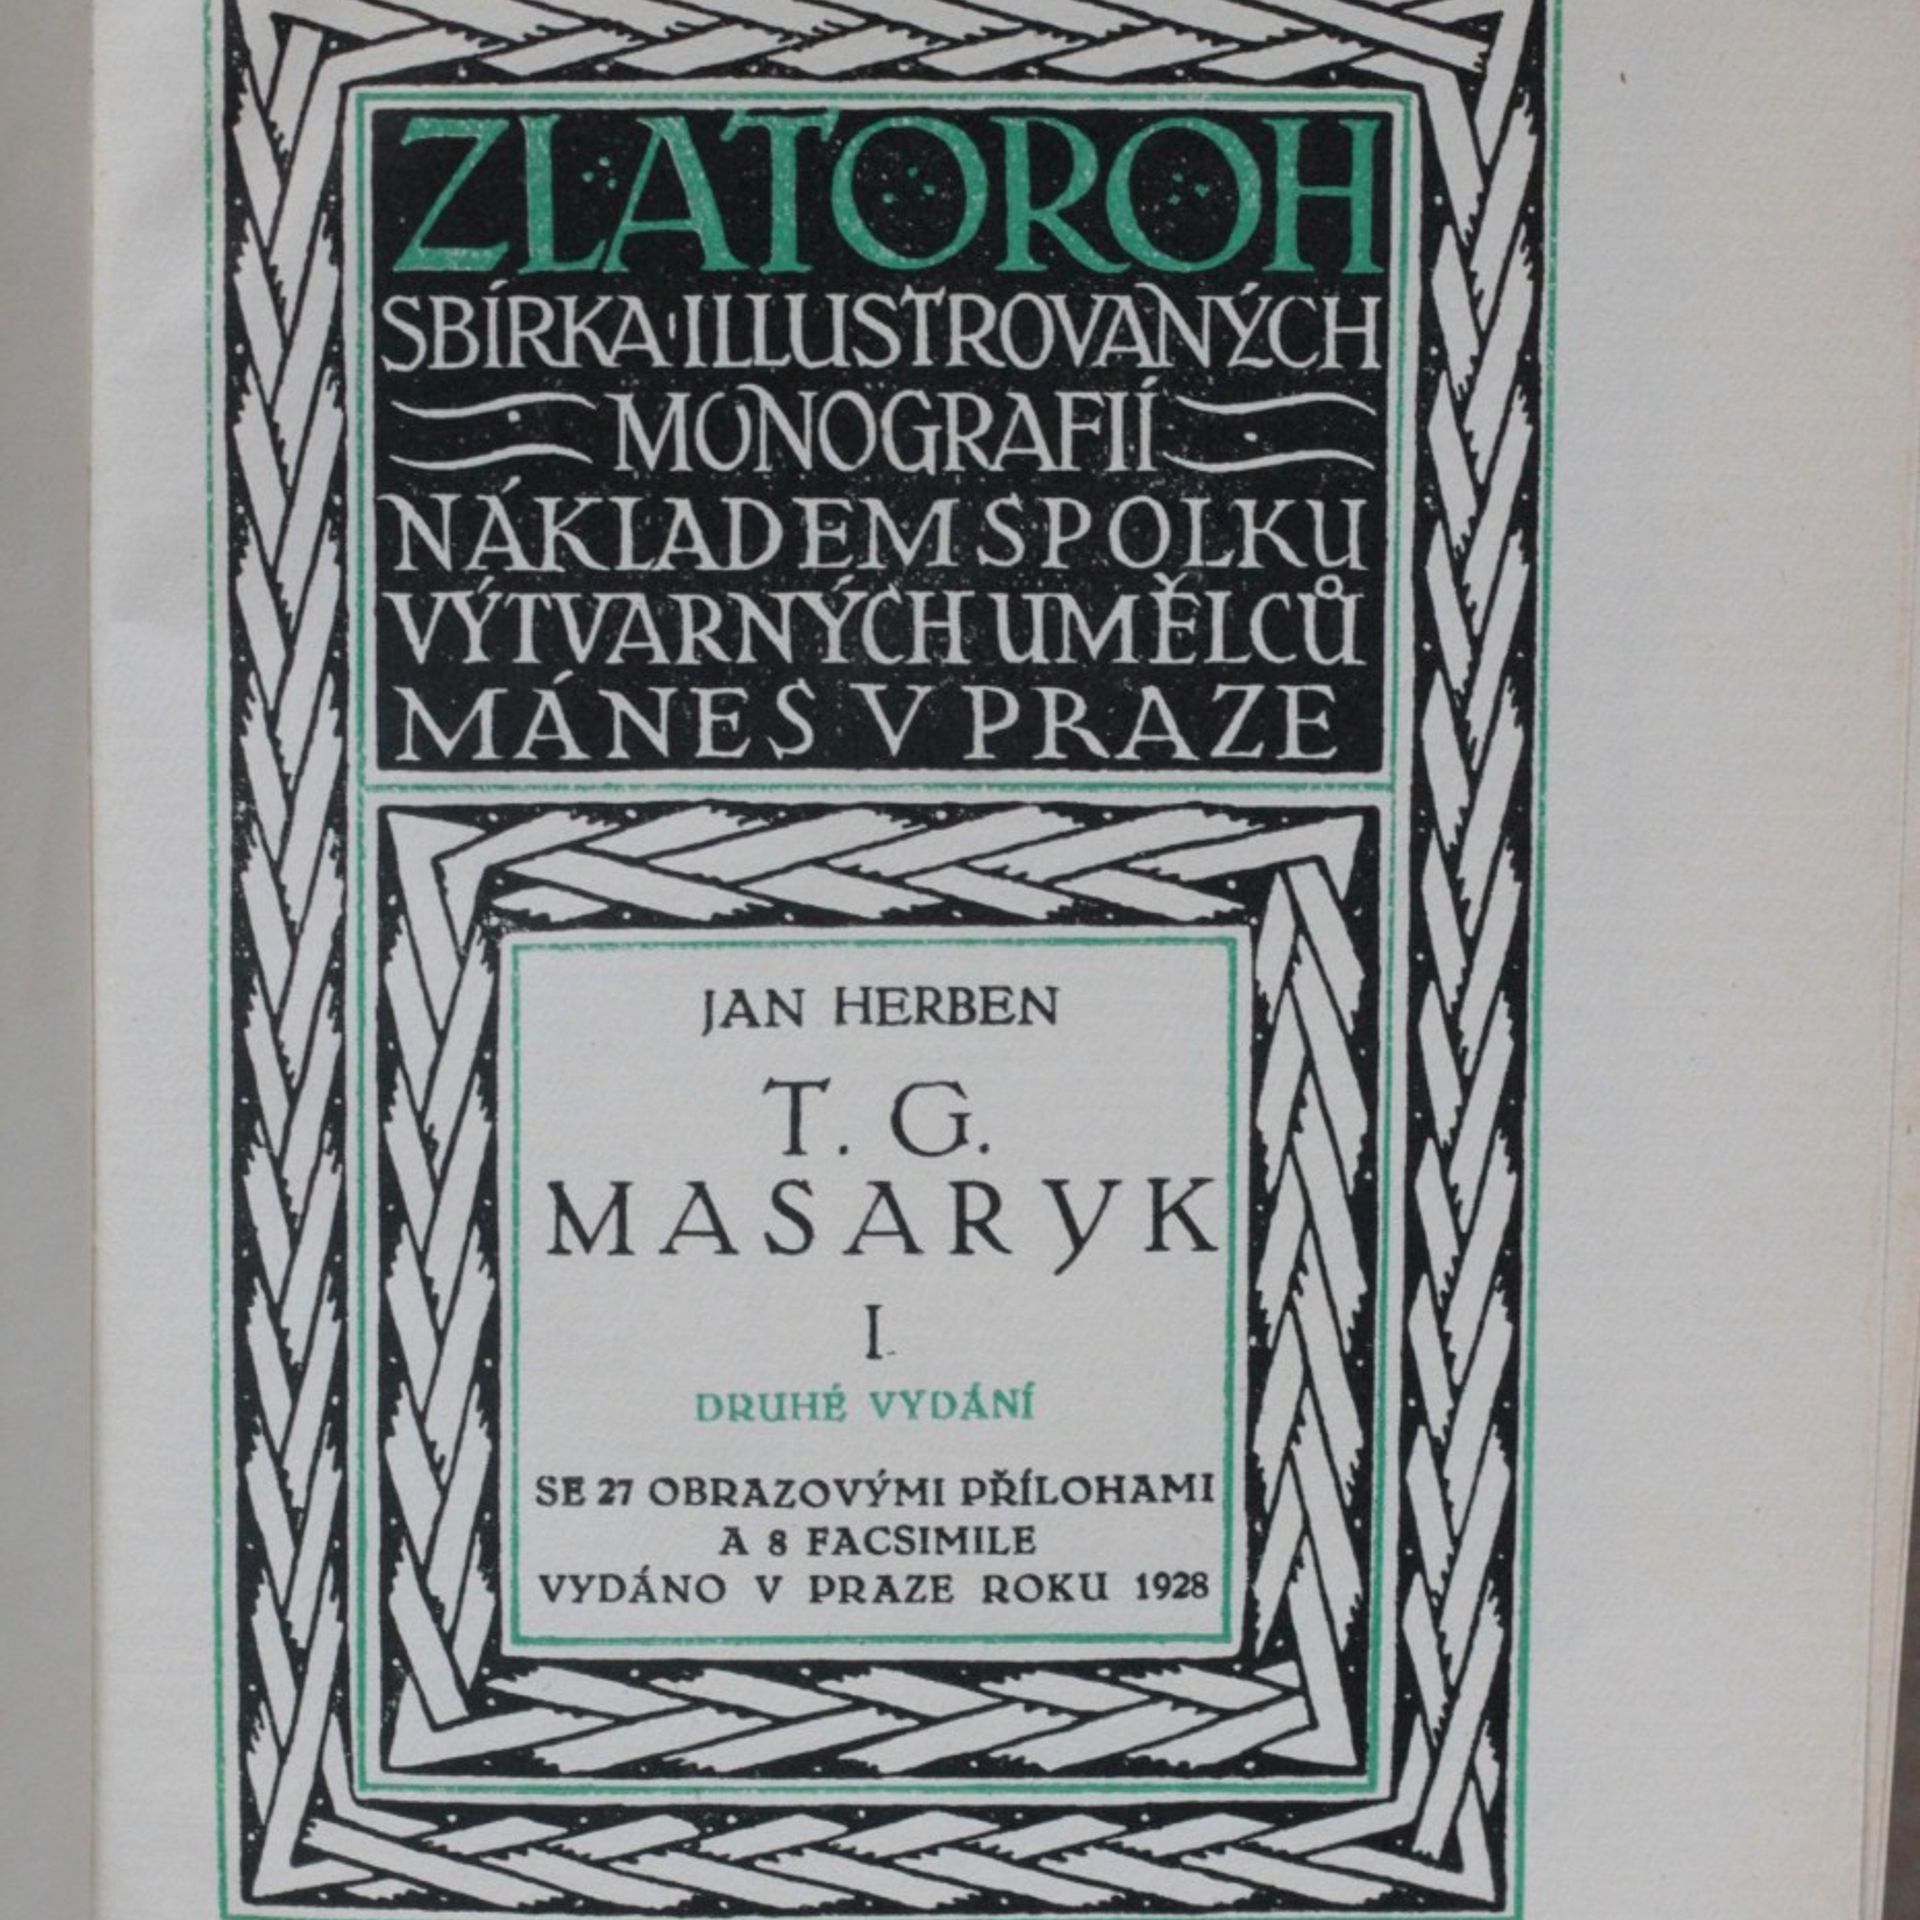 ZLATOROH
SBÍRKA·ILLUSTROVANÝCH
MONOGRAFIÍ
NÁKLADEM SPOLKU
VÝTVARNÝCH UMĚLCŮ
MÁNES V PRAZE
JAN HERBEN
T. G.
MASARYK
I
DRUHÉ VYDÁNÍ
SE 27 OBRAZOVÝMI PŘÍLOHAMI
A 8 FACSIMILE
VYDÁNO V PRAZE ROKU 1928